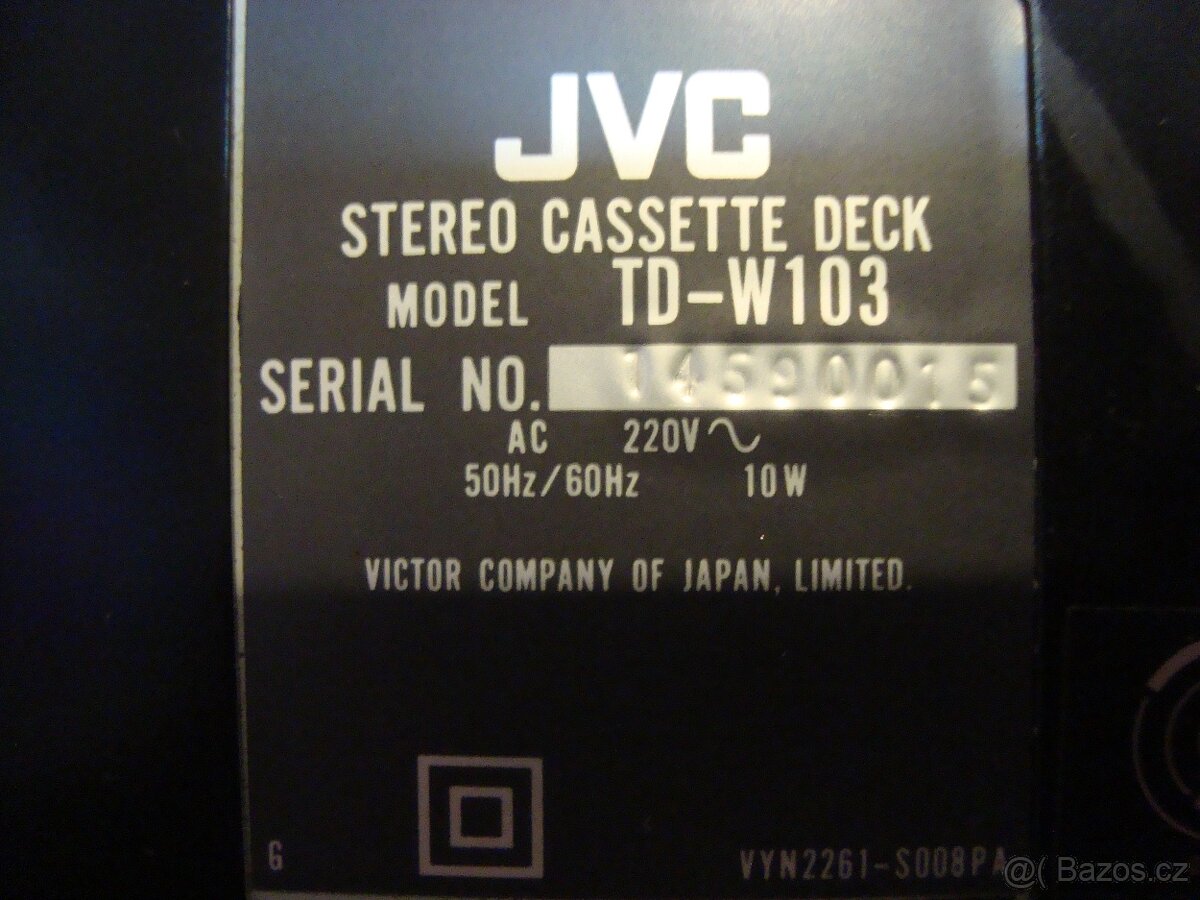 JVC
STEREO CASSETTE DECK
MODEL TD-W103
SERIAL NO. 14590015
AC 220V~
50Hz/60Hz 10W
VICTOR COMPANY OF JAPAN, LIMITED.
G VYN2261-S008PA
@( Bazos.cz